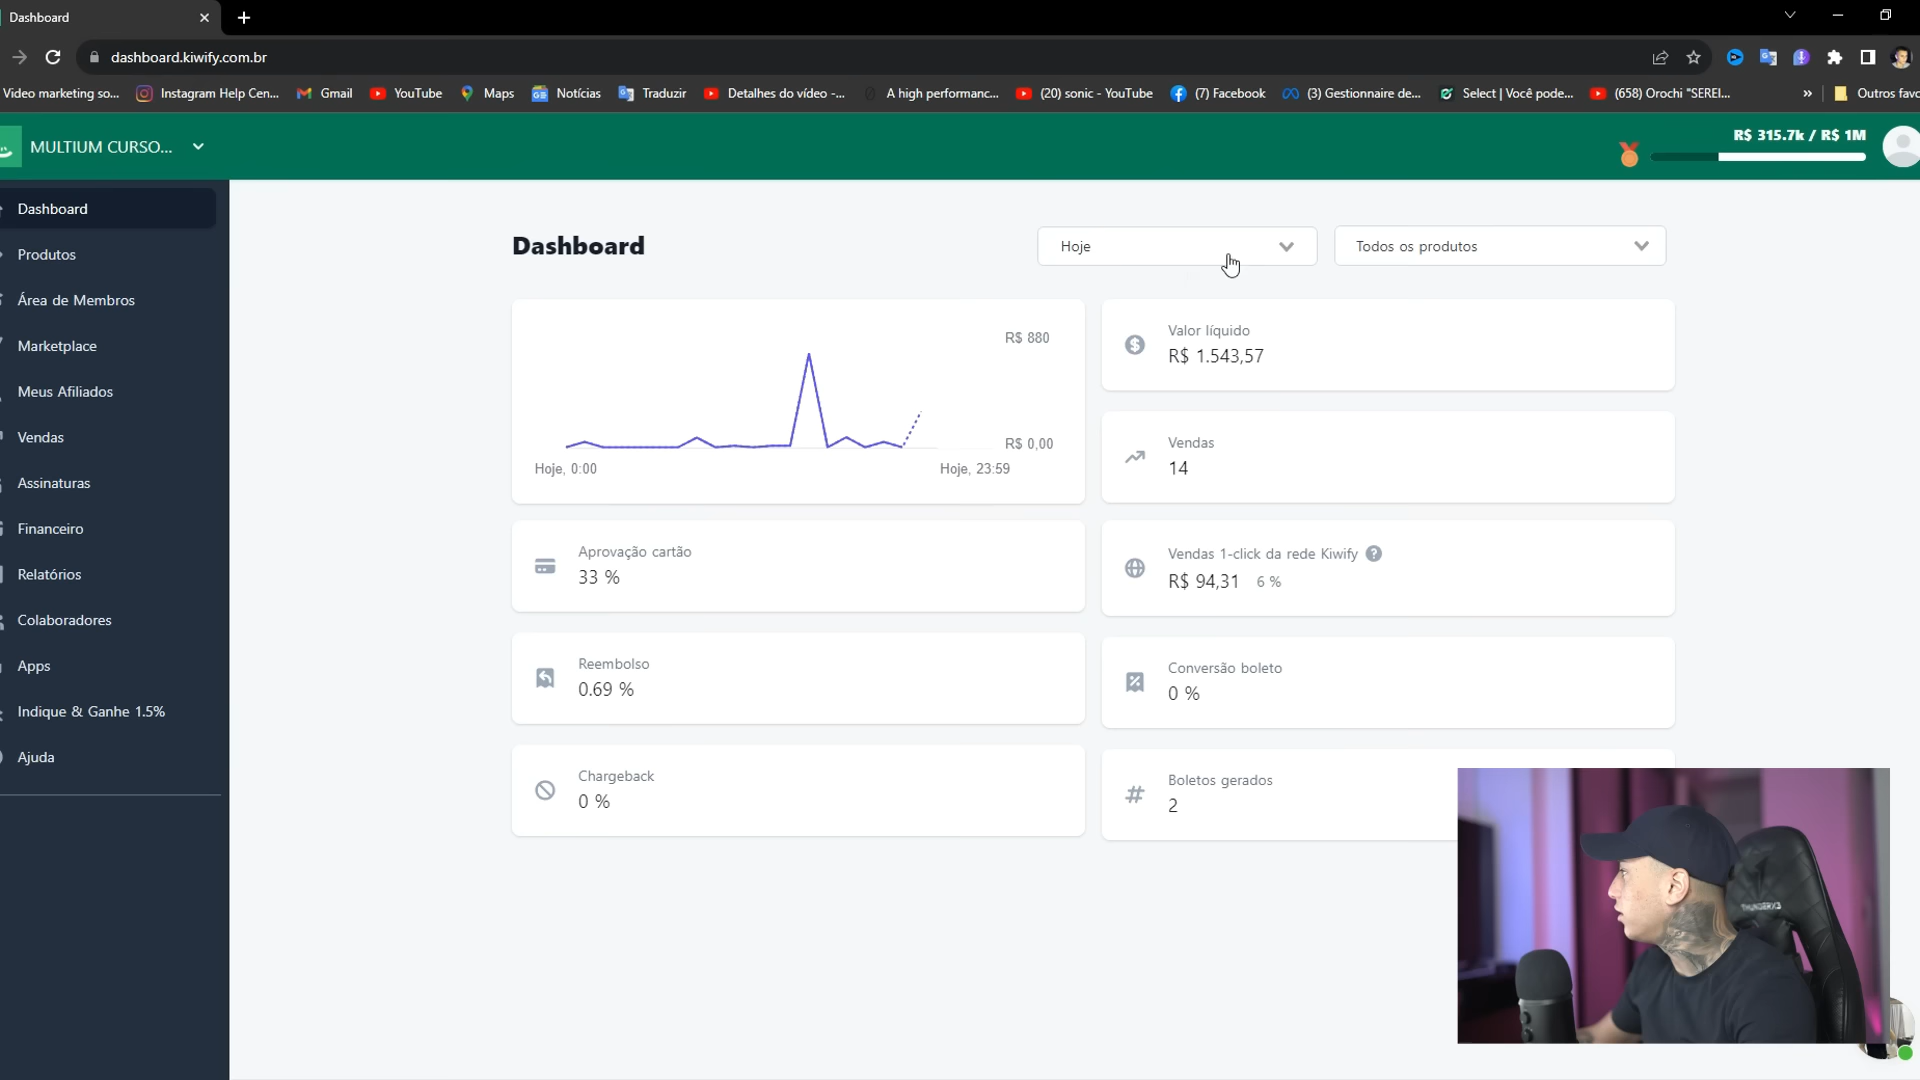 Dashboard
dashboard.kiwify.com.br
Video marketing so...
Instagram Help Cen...
Gmail
YouTube
Maps
Notícias
Traduzir
Detalhes do vídeo -...
A high performanc...
(20) sonic - YouTube
(7) Facebook
(3) Gestionnaire de...
Select | Você pode...
(658) Orochi "SEREI...
»
Outros favo
MULTIUM CURSO...
R$ 315.7k / R$ 1M
Dashboard
Produtos
Área de Membros
Marketplace
Meus Afiliados
Vendas
Assinaturas
Financeiro
Relatórios
Colaboradores
Apps
Indique & Ganhe 1.5%
Ajuda
Dashboard
Hoje
Todos os produtos
R$ 880
R$ 0,00
Hoje, 0:00
Hoje, 23:59
Valor líquido
R$ 1.543,57
Vendas
14
Aprovação cartão
33 %
Vendas 1-click da rede Kiwify
R$ 94,31 6 %
Reembolso
0.69 %
Conversão boleto
0 %
Chargeback
0 %
Boletos gerados
2
THUNDERX3